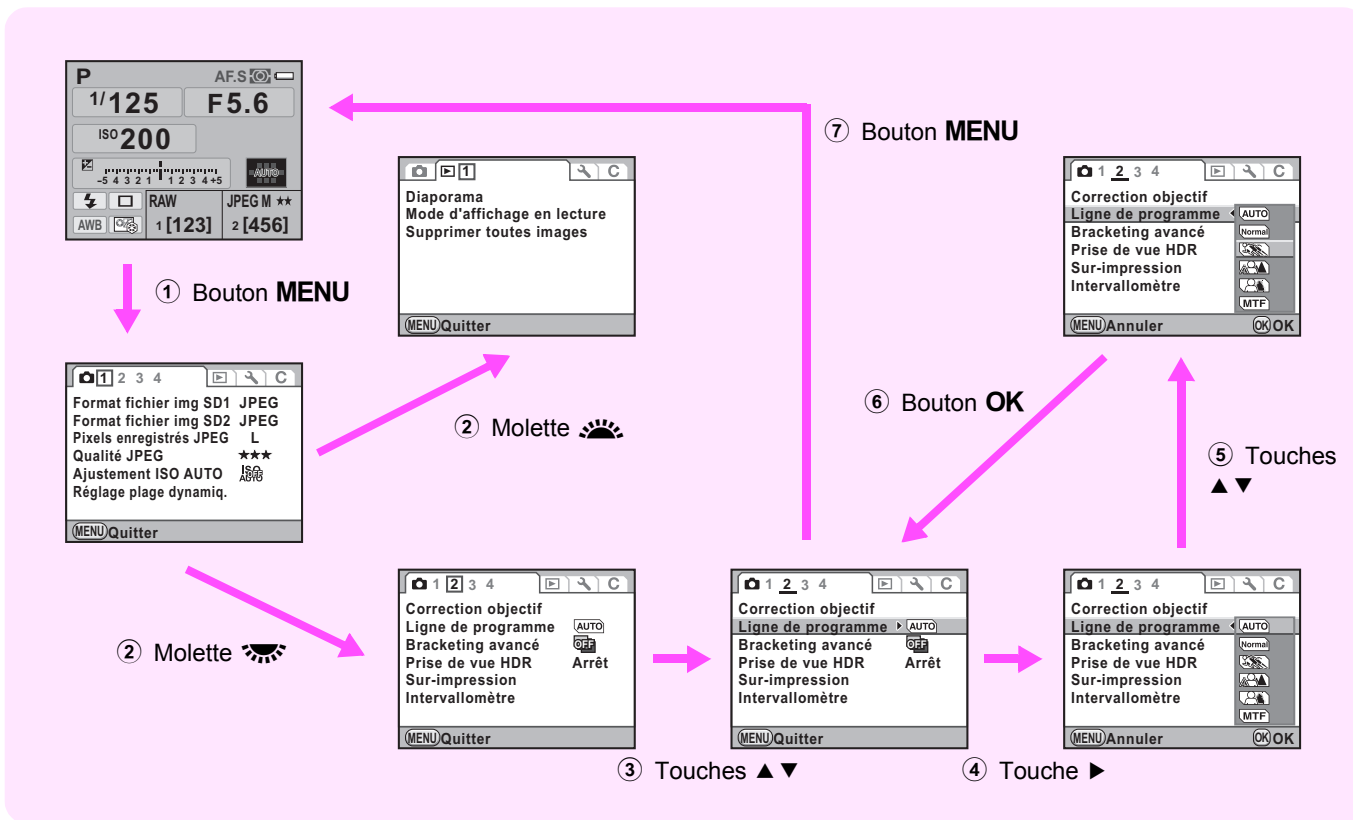 P AF.S
1/125 F5.6
ISO 200
-5 4 3 2 1 1 2 3 4 +5 AUTO
RAW JPEG M ★★
AWB 1 [123] 2 [456]
① Bouton MENU
1 2 3 4 C
Format fichier img SD1 JPEG
Format fichier img SD2 JPEG
Pixels enregistrés JPEG L
Qualité JPEG ★★★
Ajustement ISO AUTO ISO AUTO
Réglage plage dynamiq.
MENU Quitter
② Molette
1 C
Diaporama
Mode d'affichage en lecture
Supprimer toutes images
MENU Quitter
② Molette
1 2 3 4 C
Correction objectif
Ligne de programme AUTO
Bracketing avancé OFF
Prise de vue HDR Arrêt
Sur-impression
Intervallomètre
MENU Quitter
③ Touches ▲ ▼
1 2 3 4 C
Correction objectif
Ligne de programme ▶ AUTO
Bracketing avancé OFF
Prise de vue HDR Arrêt
Sur-impression
Intervallomètre
MENU Quitter
④ Touche ▶
1 2 3 4 C
Correction objectif
Ligne de programme ◀ AUTO
Bracketing avancé Normal
Prise de vue HDR
Sur-impression
Intervallomètre
MTF
MENU Annuler OK OK
⑤ Touches
▲ ▼
1 2 3 4 C
Correction objectif
Ligne de programme ◀ AUTO
Bracketing avancé Normal
Prise de vue HDR
Sur-impression
Intervallomètre
MTF
MENU Annuler OK OK
⑥ Bouton OK
⑦ Bouton MENU